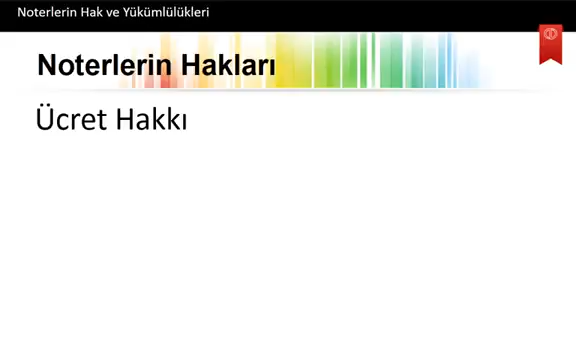 Noterlerin Hak ve Yükümlülükleri
Noterlerin Hakları
Ücret Hakkı